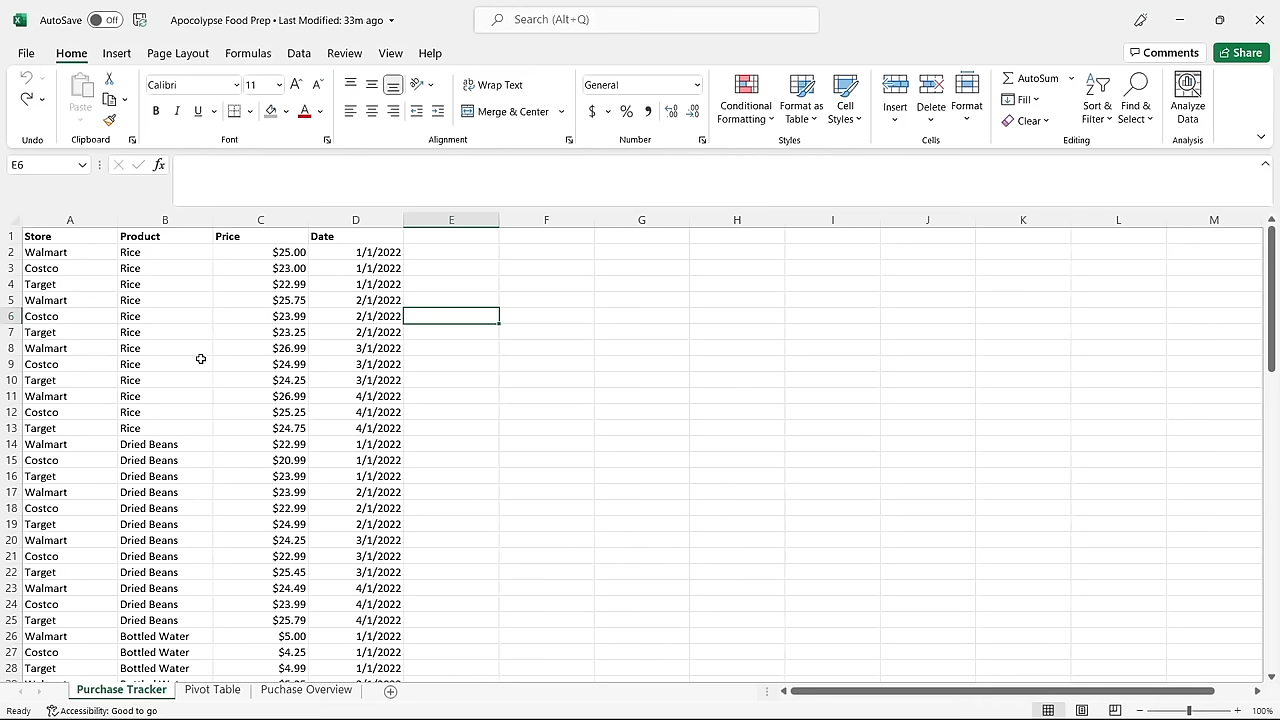 AutoSave Off Apocolypse Food Prep • Last Modified: 33m ago Search (Alt+Q)
File Home Insert Page Layout Formulas Data Review View Help Comments Share
Calibri 11 Wrap Text General AutoSum
Paste Merge & Center $ % Conditional Formatting Format as Table Cell Styles Insert Delete Format Fill Clear Sort & Filter Find & Select Analyze Data
Undo Clipboard Font Alignment Number Styles Cells Editing Analysis
E6 fx
A B C D E F G H I J K L M
1 Store Product Price Date
2 Walmart Rice $25.00 1/1/2022
3 Costco Rice $23.00 1/1/2022
4 Target Rice $22.99 1/1/2022
5 Walmart Rice $25.75 2/1/2022
6 Costco Rice $23.99 2/1/2022
7 Target Rice $23.25 2/1/2022
8 Walmart Rice $26.99 3/1/2022
9 Costco Rice $24.99 3/1/2022
10 Target Rice $24.25 3/1/2022
11 Walmart Rice $26.99 4/1/2022
12 Costco Rice $25.25 4/1/2022
13 Target Rice $24.75 4/1/2022
14 Walmart Dried Beans $22.99 1/1/2022
15 Costco Dried Beans $20.99 1/1/2022
16 Target Dried Beans $23.99 1/1/2022
17 Walmart Dried Beans $23.99 2/1/2022
18 Costco Dried Beans $22.99 2/1/2022
19 Target Dried Beans $24.99 2/1/2022
20 Walmart Dried Beans $24.25 3/1/2022
21 Costco Dried Beans $22.99 3/1/2022
22 Target Dried Beans $25.45 3/1/2022
23 Walmart Dried Beans $24.49 4/1/2022
24 Costco Dried Beans $23.99 4/1/2022
25 Target Dried Beans $25.79 4/1/2022
26 Walmart Bottled Water $5.00 1/1/2022
27 Costco Bottled Water $4.25 1/1/2022
28 Target Bottled Water $4.99 1/1/2022
Purchase Tracker Pivot Table Puchase Overview
Ready Accessibility: Good to go 100%